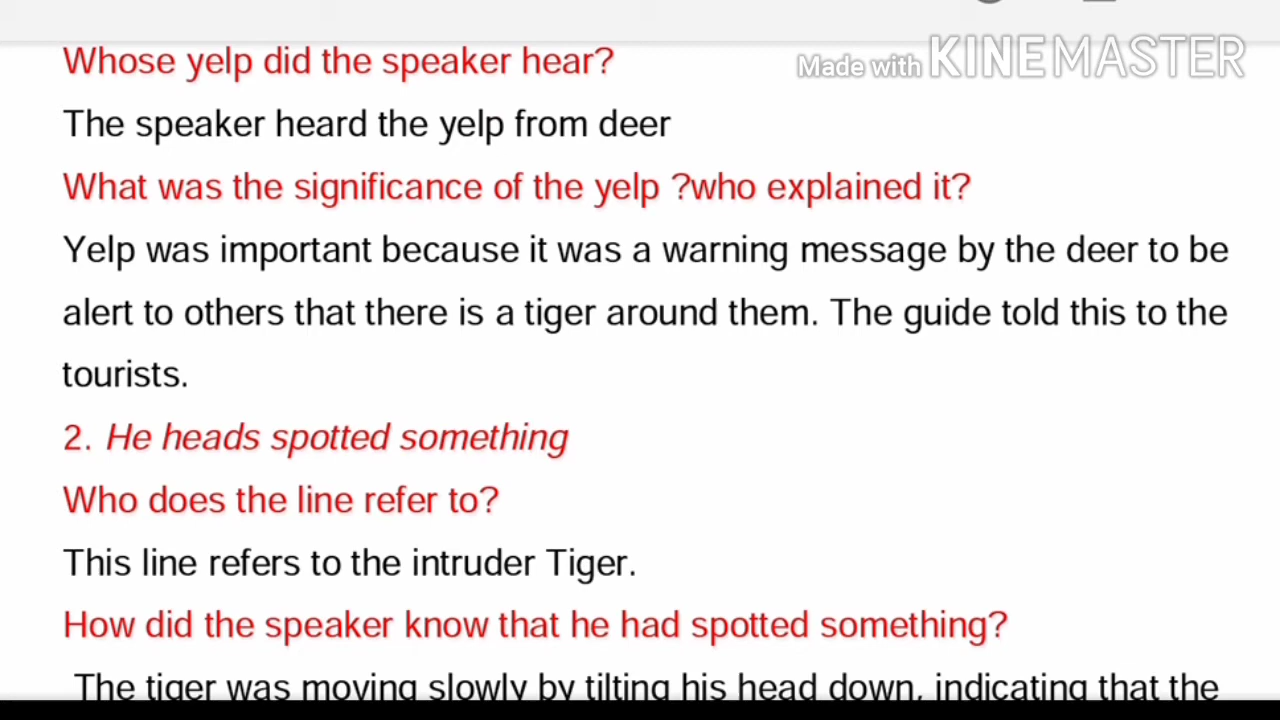 Made with KINEMASTER
Whose yelp did the speaker hear?
The speaker heard the yelp from deer
What was the significance of the yelp ?who explained it?
Yelp was important because it was a warning message by the deer to be
alert to others that there is a tiger around them. The guide told this to the
tourists.
2. He heads spotted something
Who does the line refer to?
This line refers to the intruder Tiger.
How did the speaker know that he had spotted something?
The tiger was moving slowly by tilting his head down, indicating that the